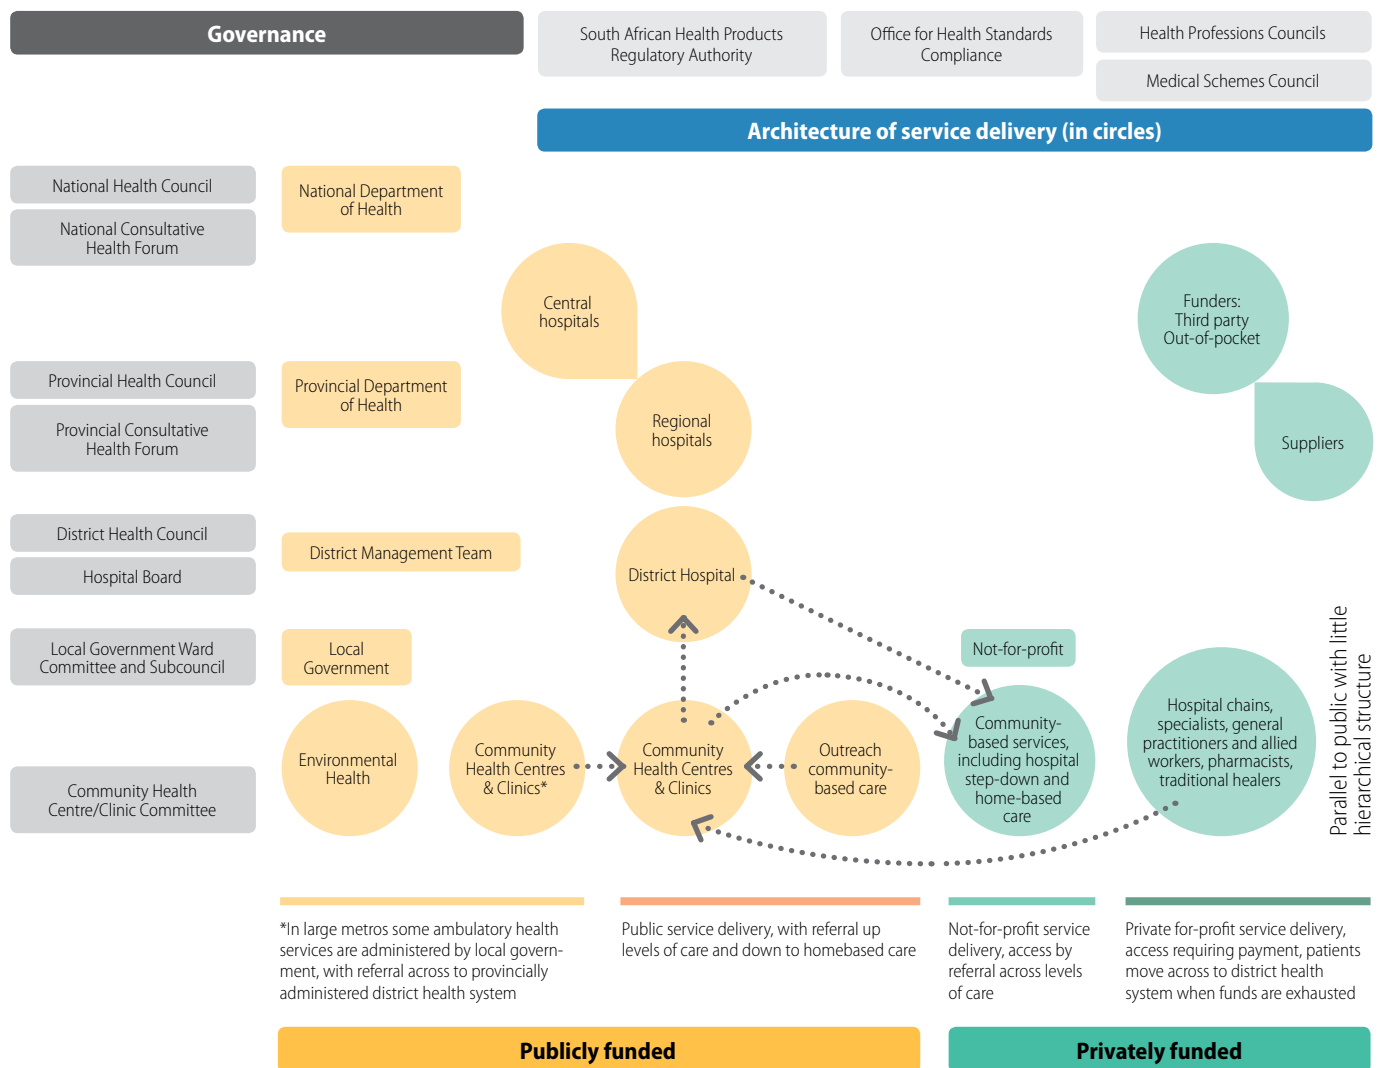 Governance
South African Health Products
Regulatory Authority
Office for Health Standards
Compliance
Health Professions Councils
Medical Schemes Council
Architecture of service delivery (in circles)
National Health Council
National Consultative
Health Forum
National Department
of Health
Central
hospitals
Funders:
Third party
Out-of-pocket
Provincial Health Council
Provincial Consultative
Health Forum
Provincial Department
of Health
Regional
hospitals
Suppliers
District Health Council
Hospital Board
District Management Team
District Hospital
Local Government Ward
Committee and Subcouncil
Local
Government
Not-for-profit
Community Health
Centre/Clinic Committee
Environmental
Health
Community
Health Centres
& Clinics*
Community
Health Centres
& Clinics
Outreach
community-
based care
Community-
based services,
including hospital
step-down and
home-based
care
Hospital chains,
specialists, general
practitioners and allied
workers, pharmacists,
traditional healers
Parallel to public with little
hierarchical structure
*In large metros some ambulatory health
services are administered by local govern-
ment, with referral across to provincially
administered district health system
Public service delivery, with referral up
levels of care and down to homebased care
Not-for-profit service
delivery, access by
referral across levels
of care
Private for-profit service delivery,
access requiring payment, patients
move across to district health
system when funds are exhausted
Publicly funded
Privately funded